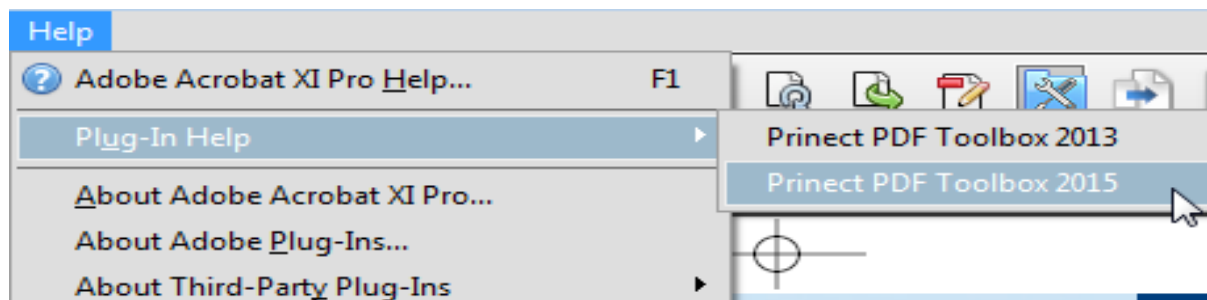 Help
Adobe Acrobat XI Pro Help... F1
Plug-In Help
Prinect PDF Toolbox 2013
Prinect PDF Toolbox 2015
About Adobe Acrobat XI Pro...
About Adobe Plug-Ins...
About Third-Party Plug-Ins